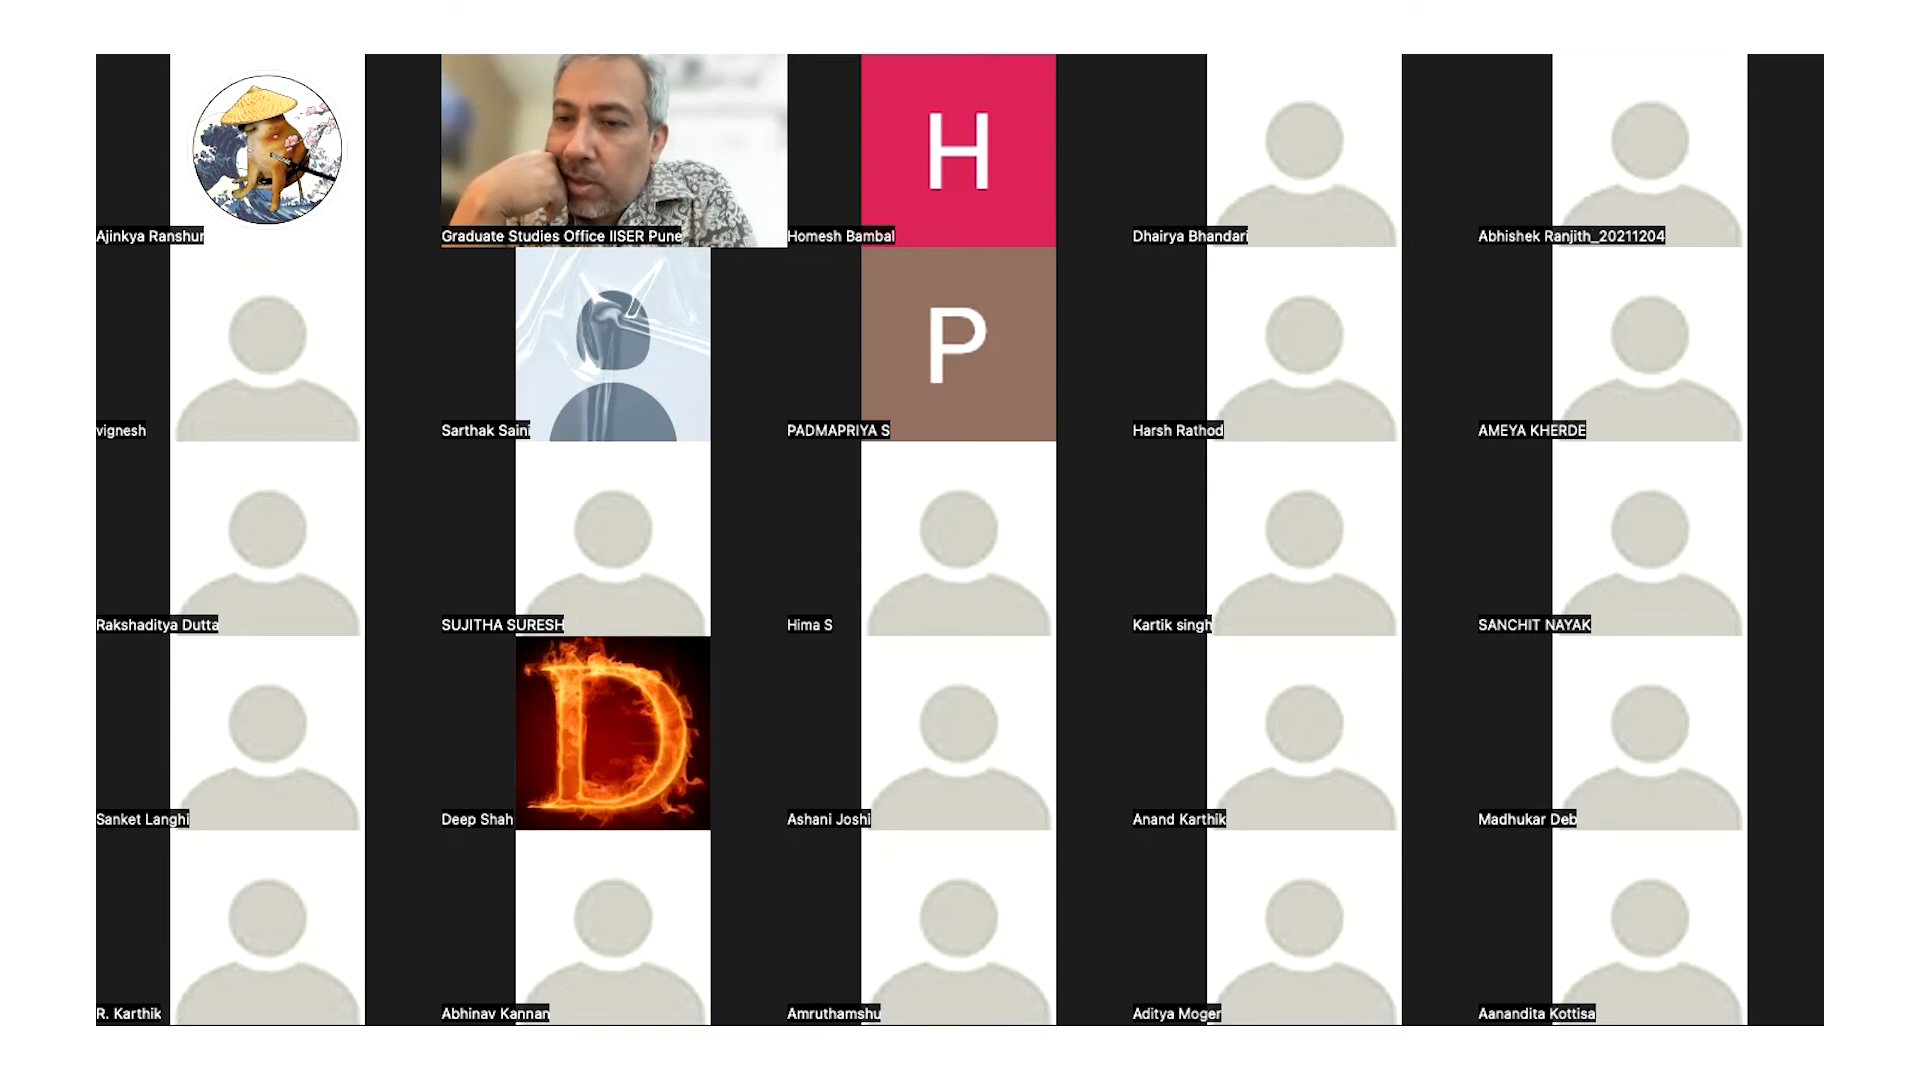 Ajinkya Ranshur
Graduate Studies Office IISER Pune
H
Homesh Bambal
Dhairya Bhandari
Abhishek Ranjith_20211204
vignesh
Sarthak Saini
P
PADMAPRIYA S
Harsh Rathod
AMEYA KHERDE
Rakshaditya Dutta
SUJITHA SURESH
Hima S
Kartik singh
SANCHIT NAYAK
Sanket Langhi
D
Deep Shah
Ashani Joshi
Anand Karthik
Madhukar Deb
R. Karthik
Abhinav Kannan
Amruthamshu
Aditya Moger
Aanandita Kottisa